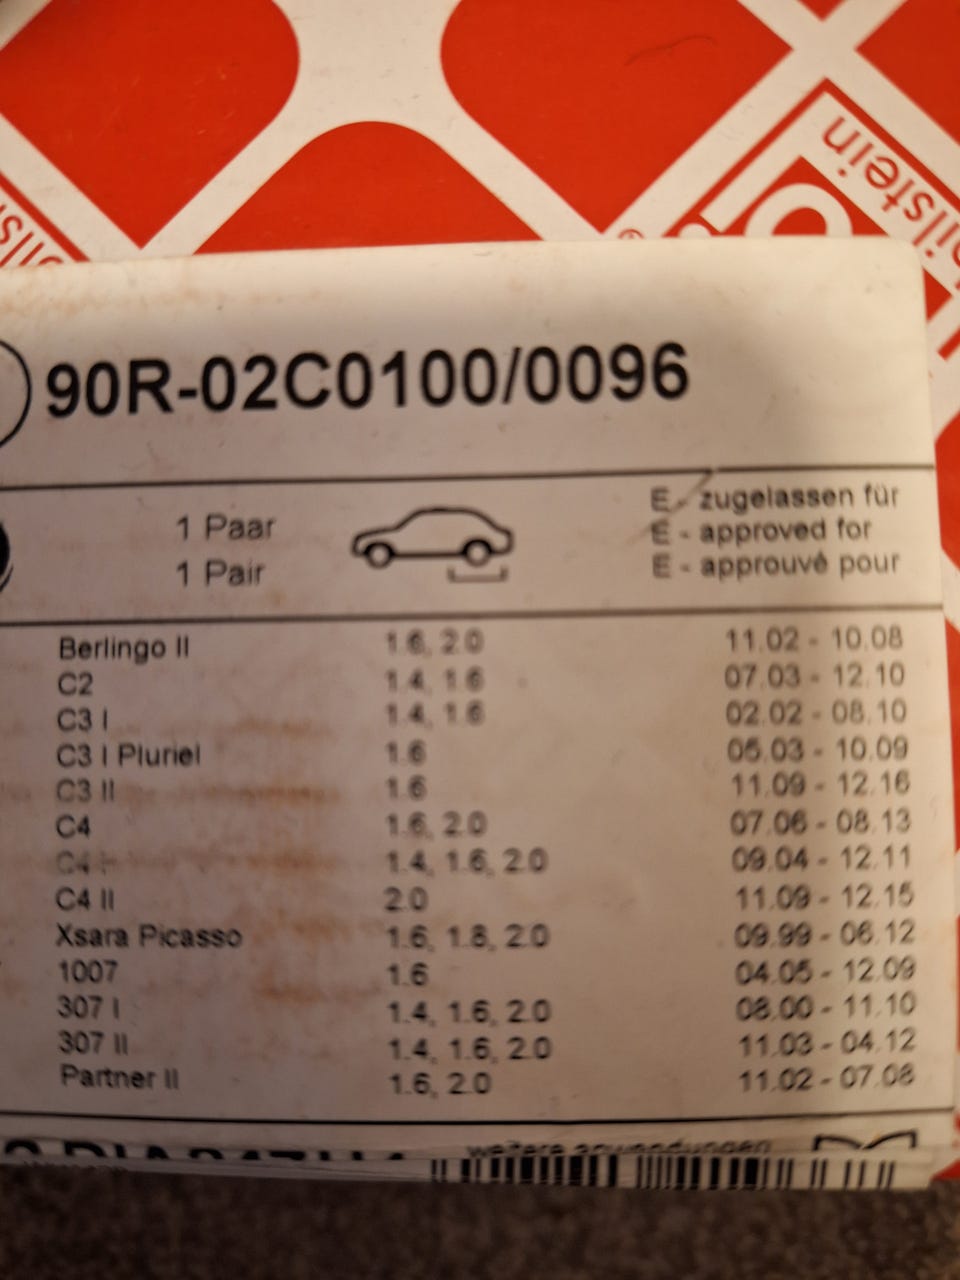 bilstein
bilstein
90R-02C0100/0096
1 Paar
1 Pair
E - zugelassen für
E - approved for
E - approuvé pour
Berlingo II 1.6, 2.0 11.02 - 10.08
C2 1.4, 1.6 07.03 - 12.10
C3 I 1.4, 1.6 02.02 - 08.10
C3 I Pluriel 1.6 05.03 - 10.09
C3 II 1.6 11.09 - 12.16
C4 1.6, 2.0 07.06 - 08.13
C4 I 1.4, 1.6, 2.0 09.04 - 12.11
C4 II 2.0 11.09 - 12.15
Xsara Picasso 1.6, 1.8, 2.0 09.99 - 06.12
1007 1.6 04.05 - 12.09
307 I 1.4, 1.6, 2.0 08.00 - 11.10
307 II 1.4, 1.6, 2.0 11.03 - 04.12
Partner II 1.6, 2.0 11.02 - 07.08
weitere anwendungen